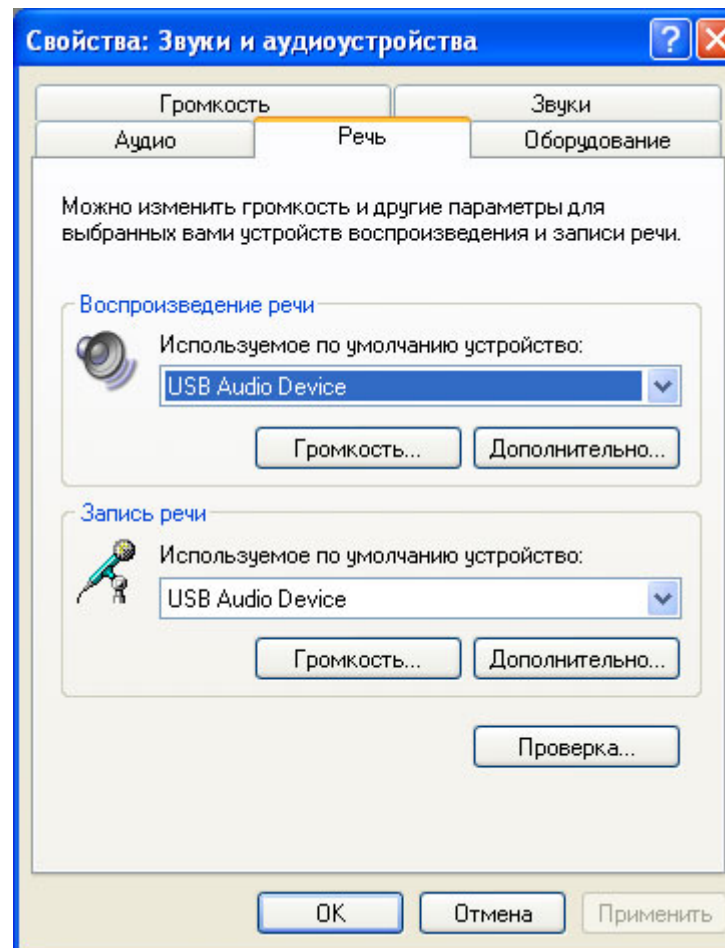 Свойства: Звуки и аудиоустройства
Громкость Звуки
Аудио Речь Оборудование
Можно изменить громкость и другие параметры для
выбранных вами устройств воспроизведения и записи речи.
Воспроизведение речи
Используемое по умолчанию устройство:
USB Audio Device
Громкость... Дополнительно...
Запись речи
Используемое по умолчанию устройство:
USB Audio Device
Громкость... Дополнительно...
Проверка...
OK Отмена Применить